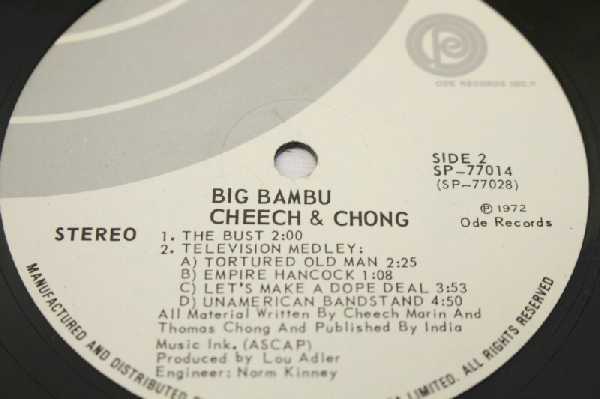 ODE RECORDS INC.®
SIDE 2
SP-77014
(SP-77028)
BIG BAMBU
CHEECH & CHONG
℗ 1972
Ode Records
STEREO
1. THE BUST 2:00
2. TELEVISION MEDLEY:
A) TORTURED OLD MAN 2:25
B) EMPIRE HANCOCK 1:08
C) LET'S MAKE A DOPE DEAL 3:53
D) UNAMERICAN BANDSTAND 4:50
All Material Written By Cheech Marin And
Thomas Chong And Published By India
Music Ink. (ASCAP)
Produced by Lou Adler
Engineer: Norm Kinney
MANUFACTURED AND DISTRIBUTED
LIMITED. ALL RIGHTS RESERVED